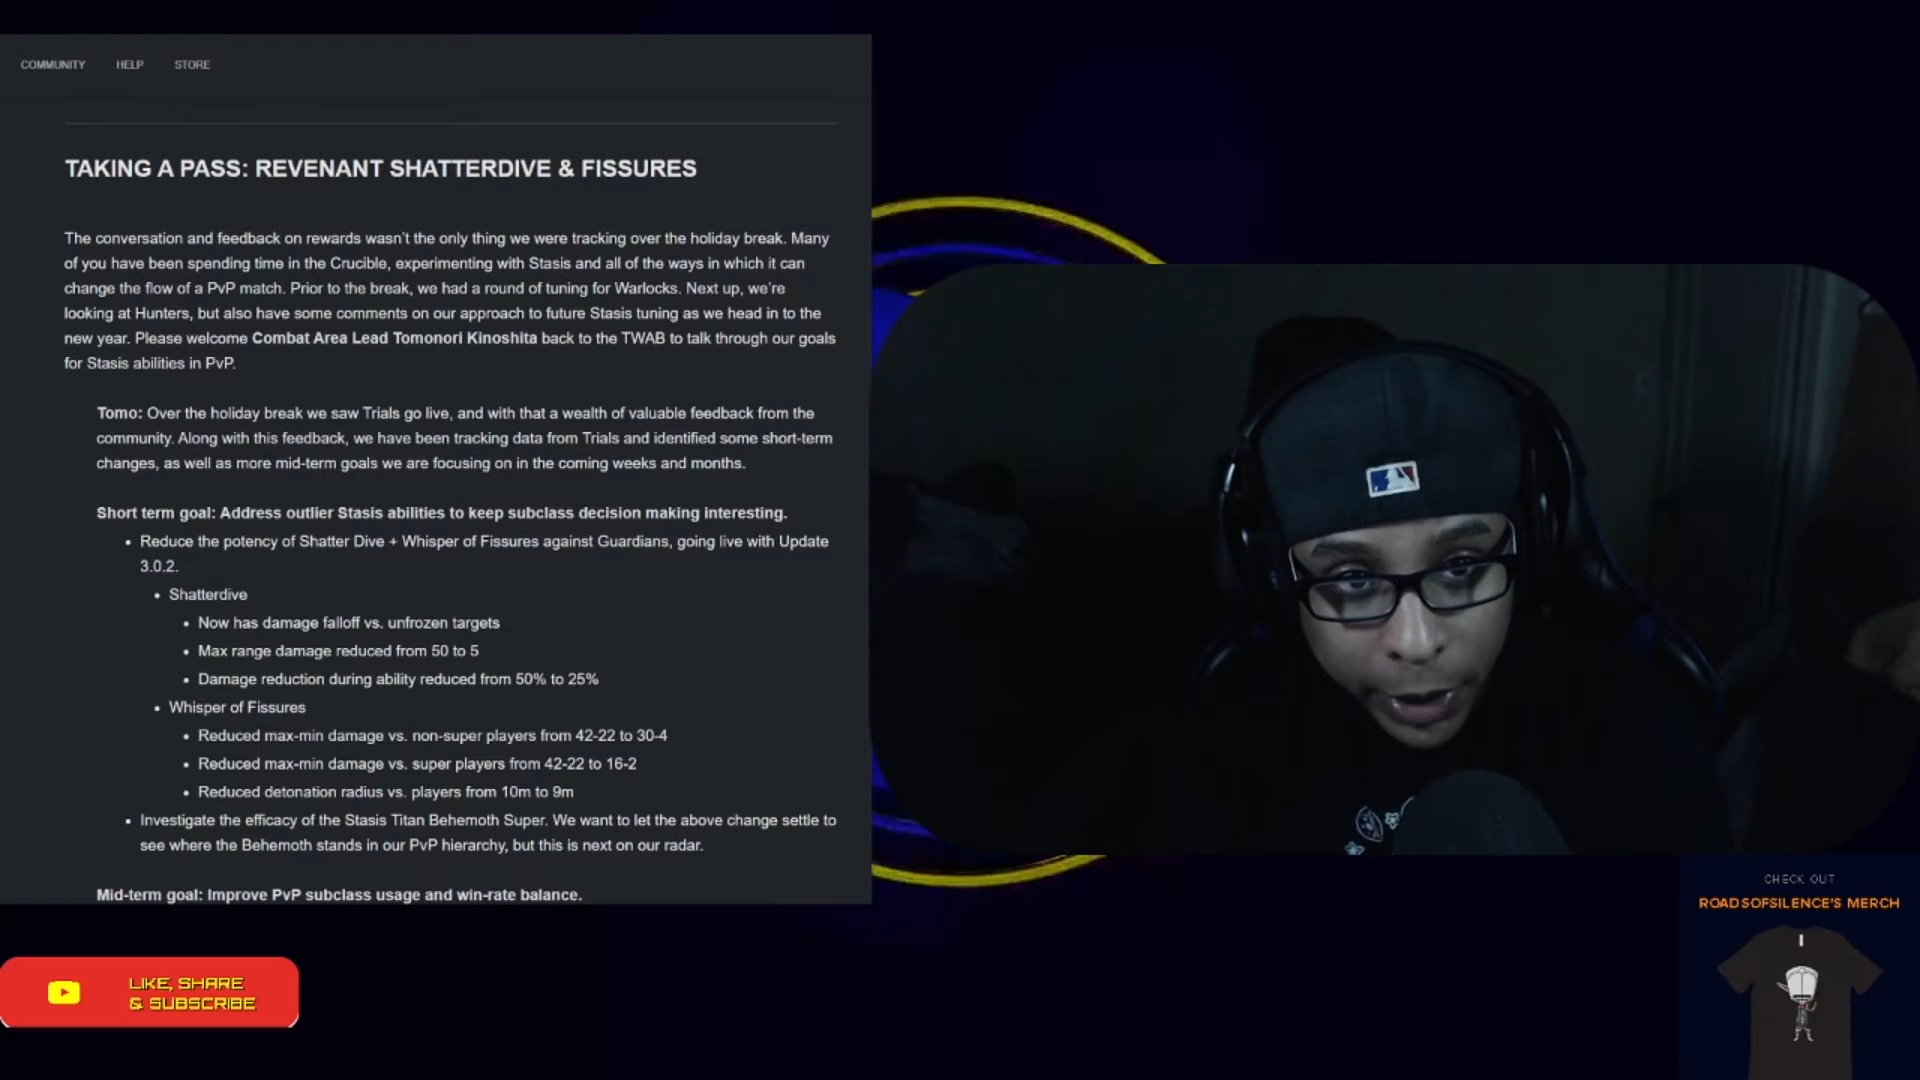 COMMUNITY HELP STORE
TAKING A PASS: REVENANT SHATTERDIVE & FISSURES
The conversation and feedback on rewards wasn't the only thing we were tracking over the holiday break. Many
of you have been spending time in the Crucible, experimenting with Stasis and all of the ways in which it can
change the flow of a PvP match. Prior to the break, we had a round of tuning for Warlocks. Next up, we're
looking at Hunters, but also have some comments on our approach to future Stasis tuning as we head in to the
new year. Please welcome Combat Area Lead Tomonori Kinoshita back to the TWAB to talk through our goals
for Stasis abilities in PvP.
Tomo: Over the holiday break we saw Trials go live, and with that a wealth of valuable feedback from the
community. Along with this feedback, we have been tracking data from Trials and identified some short-term
changes, as well as more mid-term goals we are focusing on in the coming weeks and months.
Short term goal: Address outlier Stasis abilities to keep subclass decision making interesting.
• Reduce the potency of Shatter Dive + Whisper of Fissures against Guardians, going live with Update
3.0.2.
• Shatterdive
• Now has damage falloff vs. unfrozen targets
• Max range damage reduced from 50 to 5
• Damage reduction during ability reduced from 50% to 25%
• Whisper of Fissures
• Reduced max-min damage vs. non-super players from 42-22 to 30-4
• Reduced max-min damage vs. super players from 42-22 to 16-2
• Reduced detonation radius vs. players from 10m to 9m
• Investigate the efficacy of the Stasis Titan Behemoth Super. We want to let the above change settle to
see where the Behemoth stands in our PvP hierarchy, but this is next on our radar.
Mid-term goal: Improve PvP subclass usage and win-rate balance.
LIKE, SHARE
& SUBSCRIBE
CHECK OUT
ROADSOFSILENCE'S MERCH